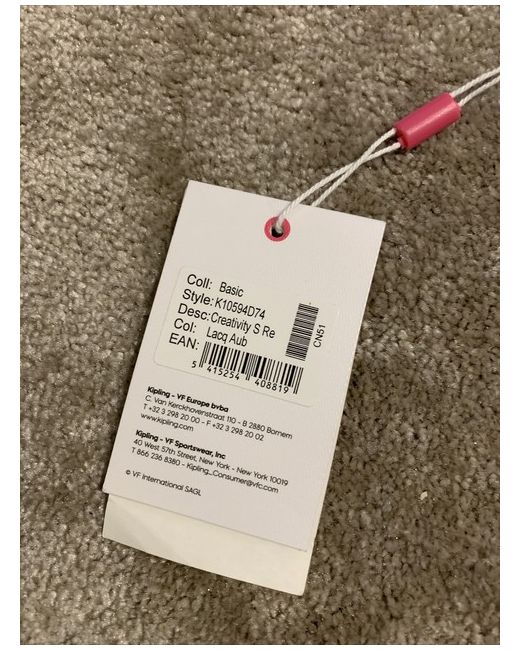 Coll: Basic
Style: K10594D74
Desc: Creativity S Re
Col: Lacq Aub
EAN:
5 415254 408819
CN51
Kipling - VF Europe bvba
C. Van Kerckhovenstraat 110 - B 2880 Bornem
T +32 3 298 20 00 - F +32 3 298 20 02
www.kipling.com
Kipling - VF Sportswear, Inc
40 West 57th Street, New York - New York 10019
T 866 236 8380 - Kipling_Consumer@vfc.com
© VF International SAGL